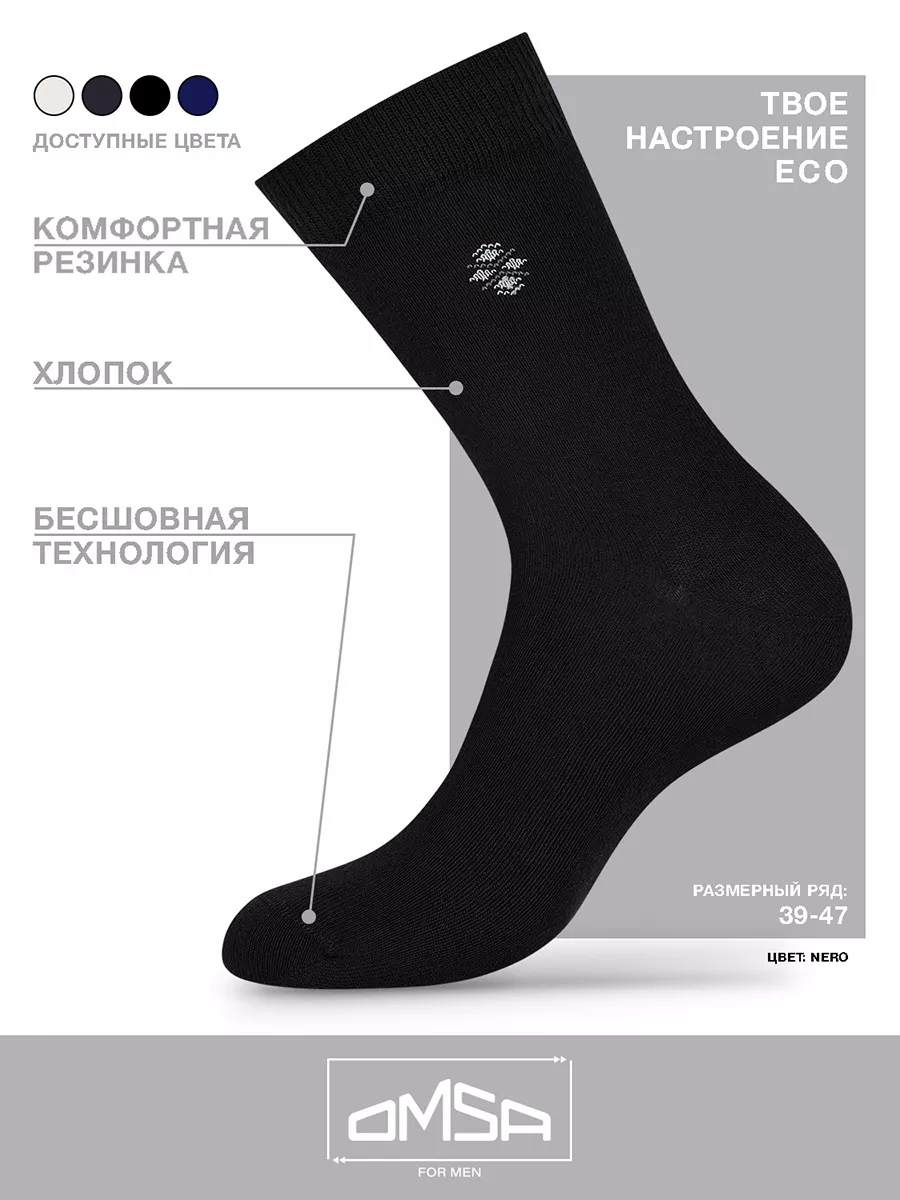 ДОСТУПНЫЕ ЦВЕТА
ТВОЕ
НАСТРОЕНИЕ
ECO
КОМФОРТНАЯ
РЕЗИНКА
ХЛОПОК
БЕСШОВНАЯ
ТЕХНОЛОГИЯ
РАЗМЕРНЫЙ РЯД:
39-47
ЦВЕТ: NERO
OMSA
FOR MEN